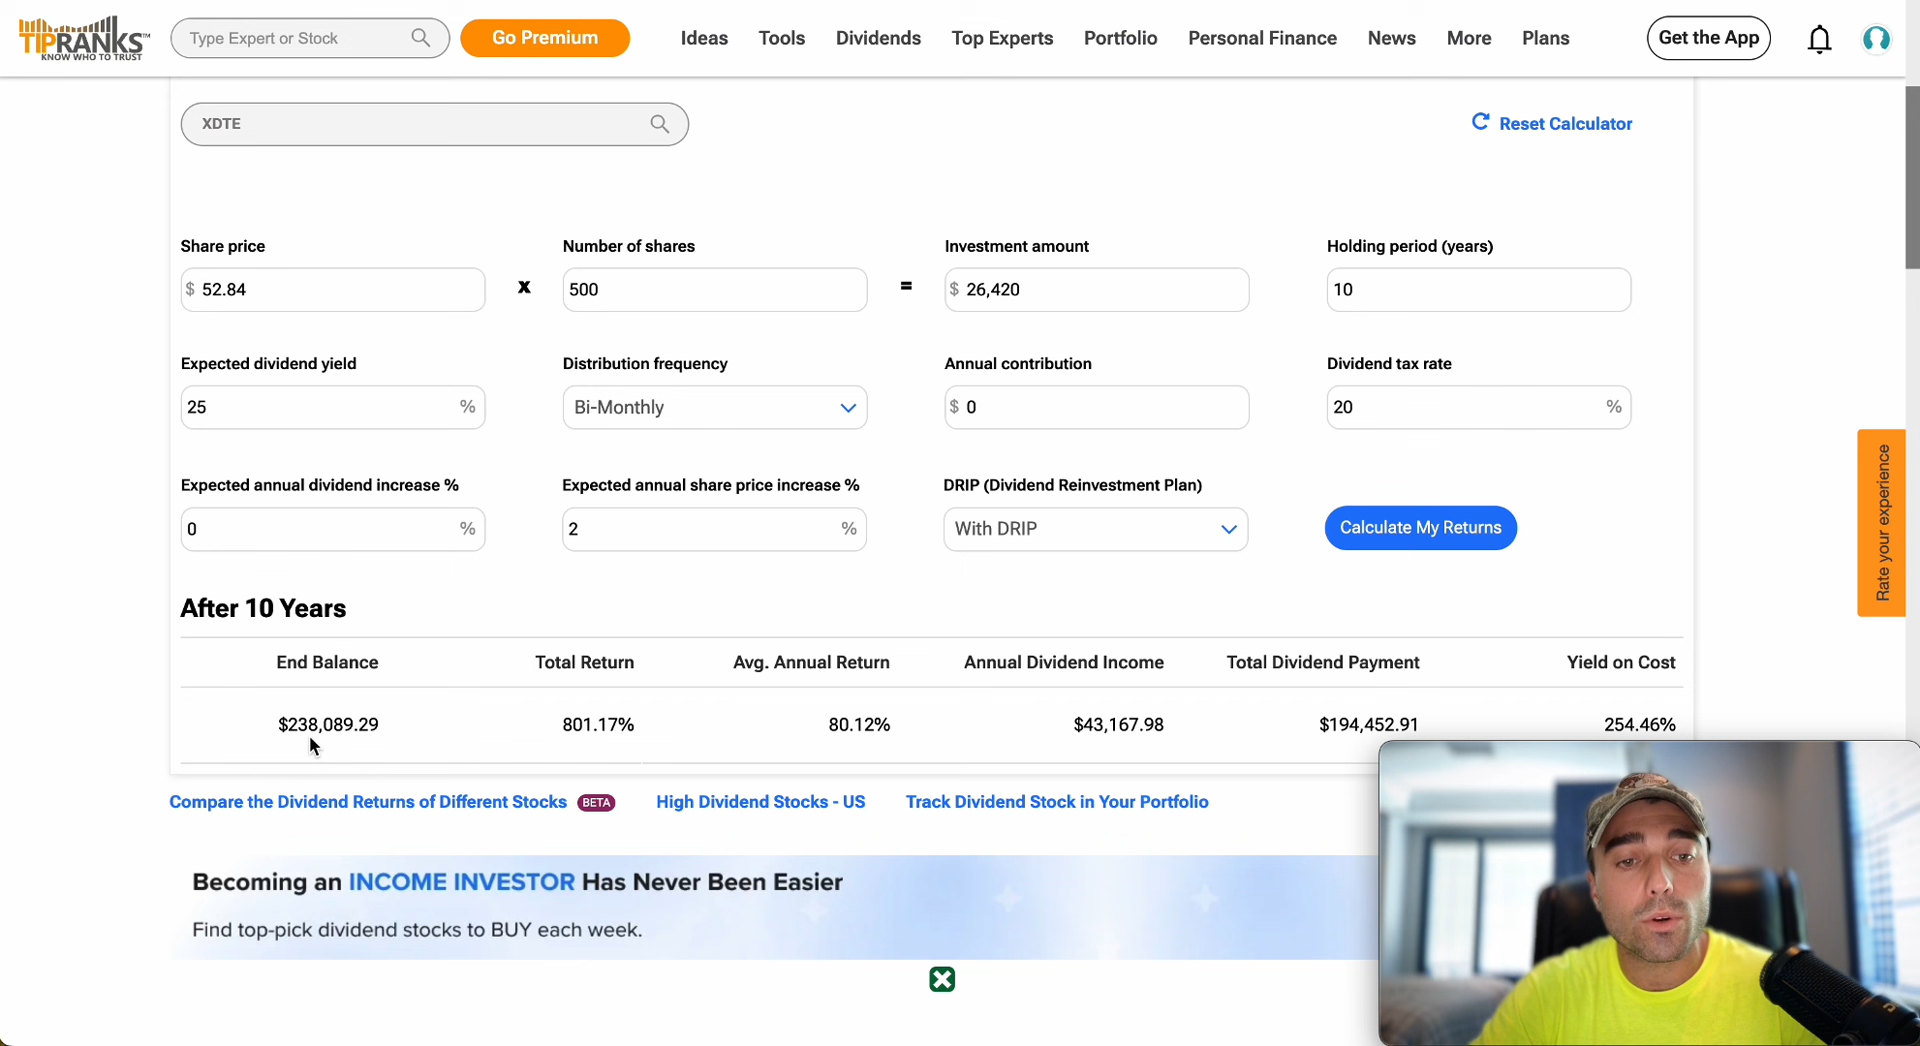 TIPRANKS™
KNOW WHO TO TRUST
Type Expert or Stock
Go Premium
Ideas
Tools
Dividends
Top Experts
Portfolio
Personal Finance
News
More
Plans
Get the App
XDTE
Reset Calculator
Share price
Number of shares
Investment amount
Holding period (years)
$ 52.84
x
500
=
$ 26,420
10
Expected dividend yield
Distribution frequency
Annual contribution
Dividend tax rate
25 %
Bi-Monthly
$ 0
20 %
Expected annual dividend increase %
Expected annual share price increase %
DRIP (Dividend Reinvestment Plan)
0 %
2 %
With DRIP
Calculate My Returns
Rate your experience
After 10 Years
End Balance
Total Return
Avg. Annual Return
Annual Dividend Income
Total Dividend Payment
Yield on Cost
$238,089.29
801.17%
80.12%
$43,167.98
$194,452.91
254.46%
Compare the Dividend Returns of Different Stocks BETA
High Dividend Stocks - US
Track Dividend Stock in Your Portfolio
Becoming an INCOME INVESTOR Has Never Been Easier
Find top-pick dividend stocks to BUY each week.